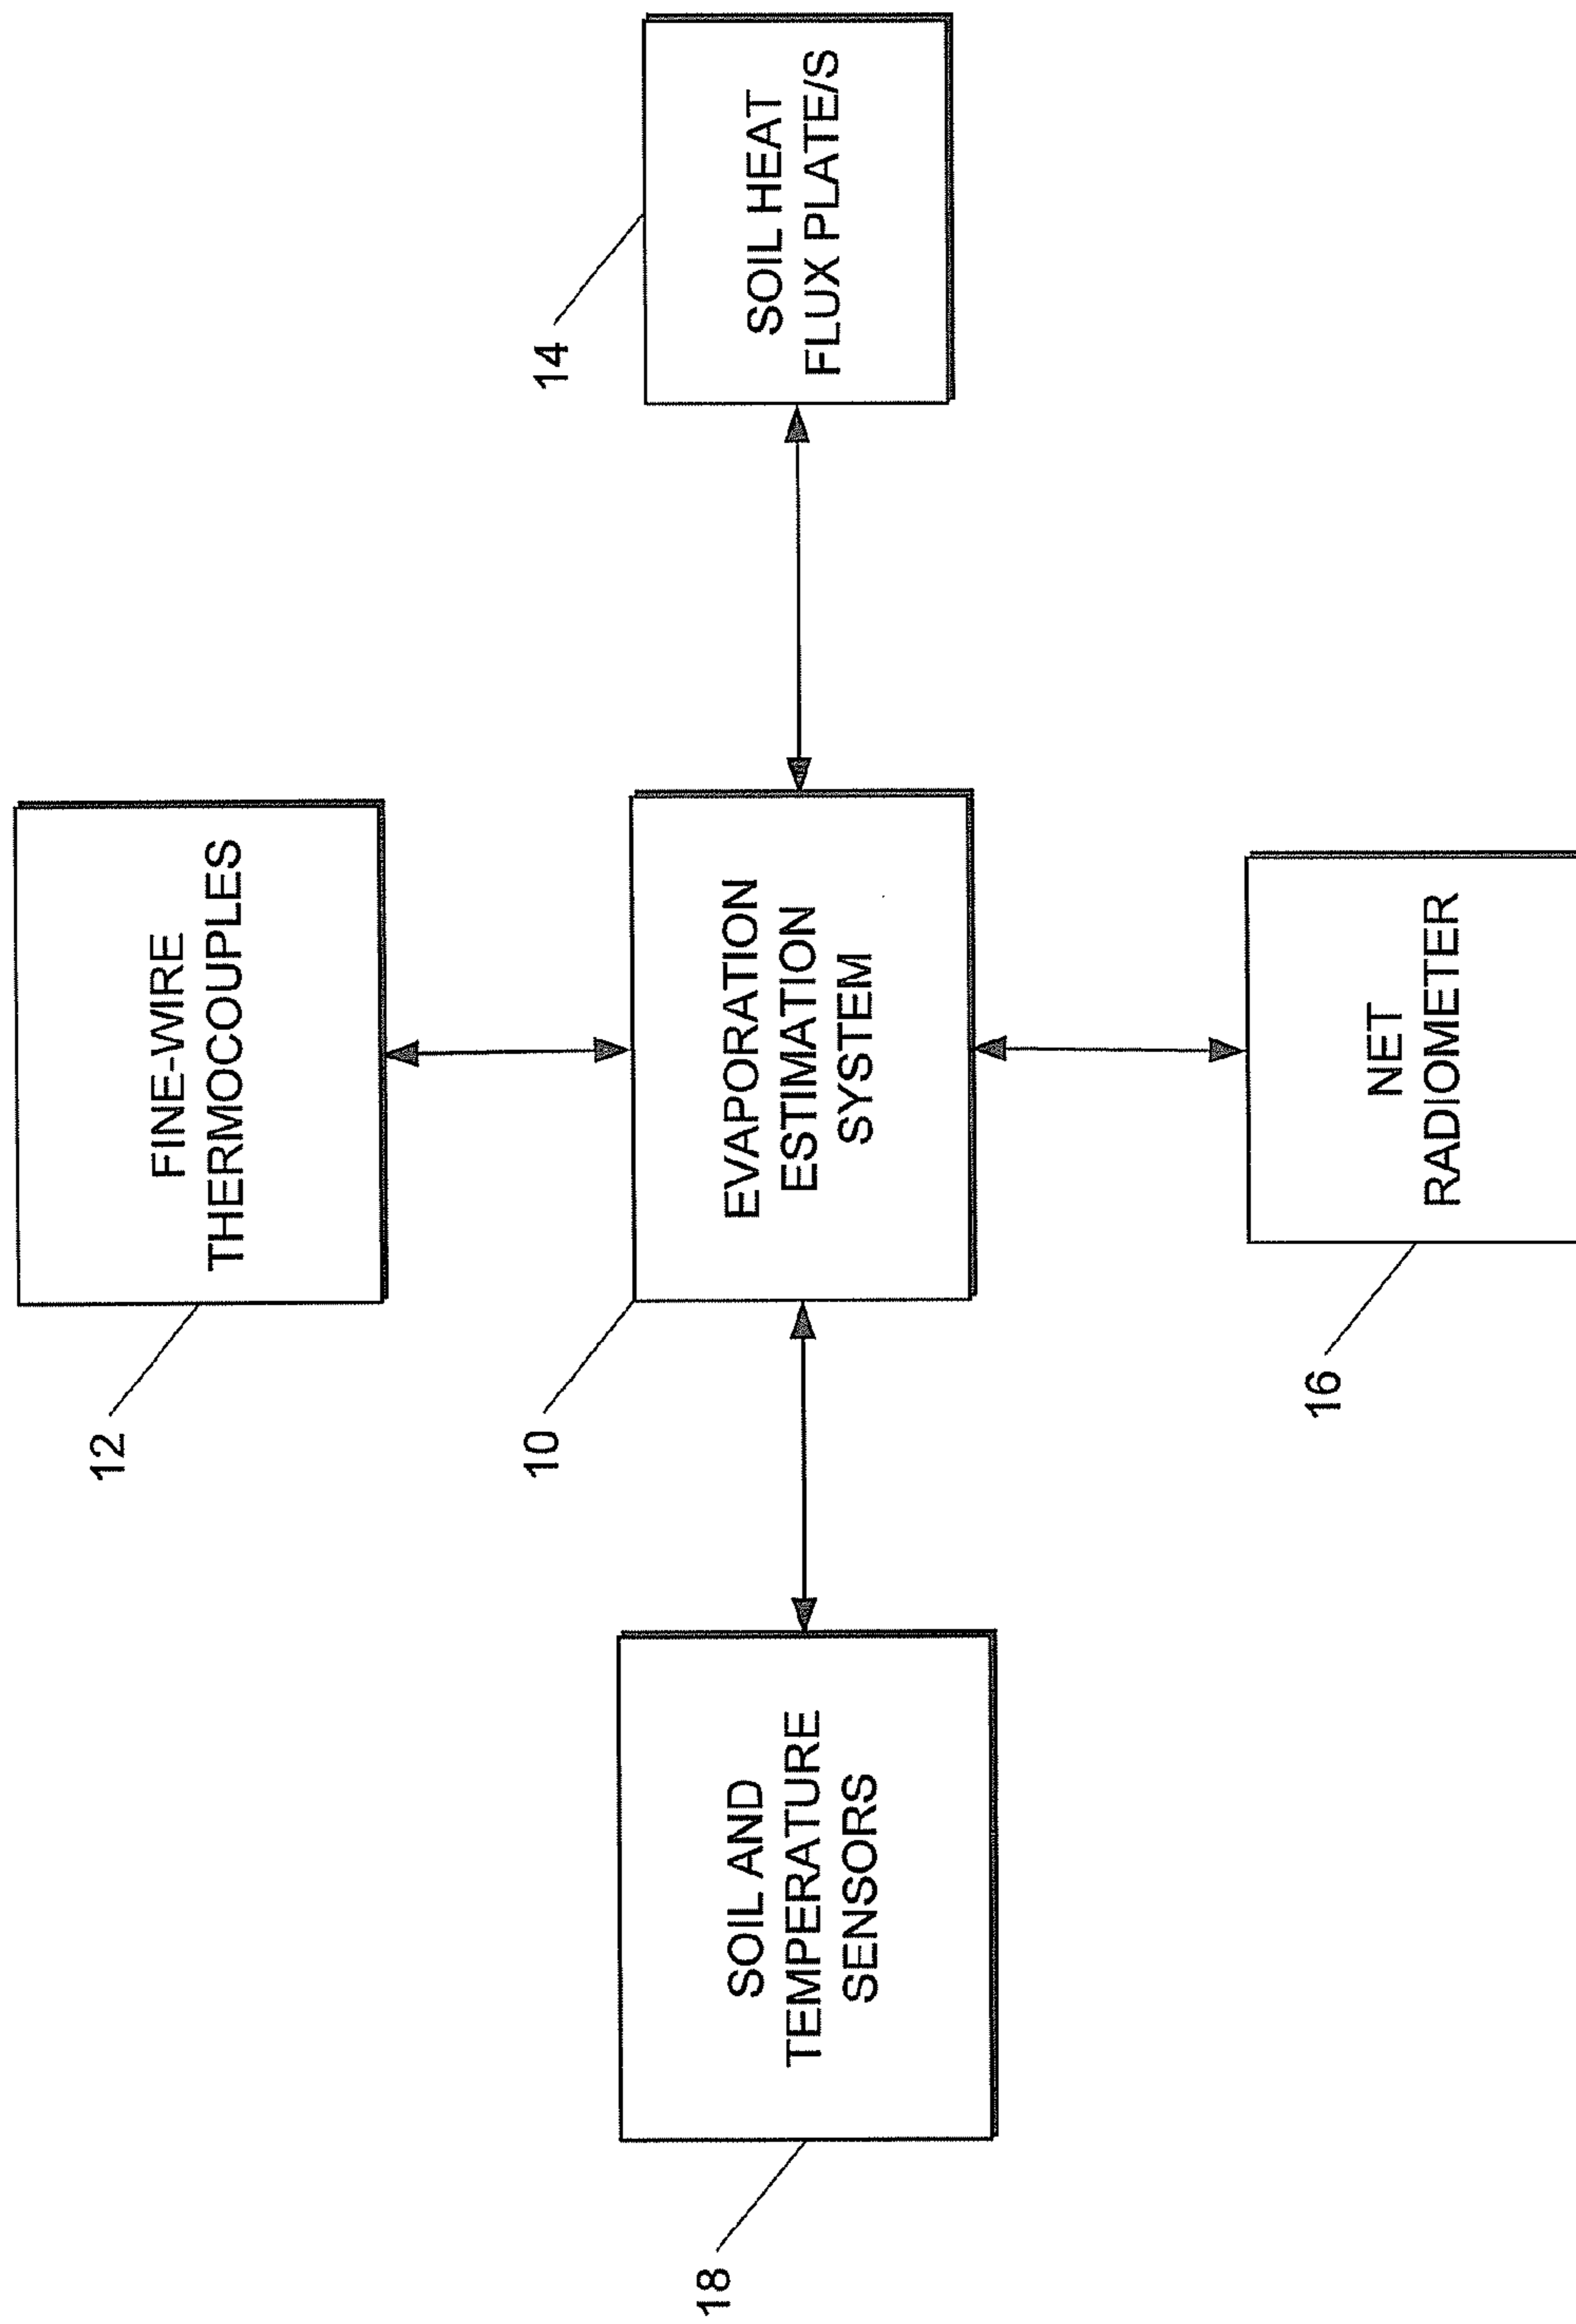 12
FINE-WIRE
THERMOCOUPLES
18
SOIL AND
TEMPERATURE
SENSORS
10
EVAPORATION
ESTIMATION
SYSTEM
14
SOIL HEAT
FLUX PLATE/S
16
NET
RADIOMETER